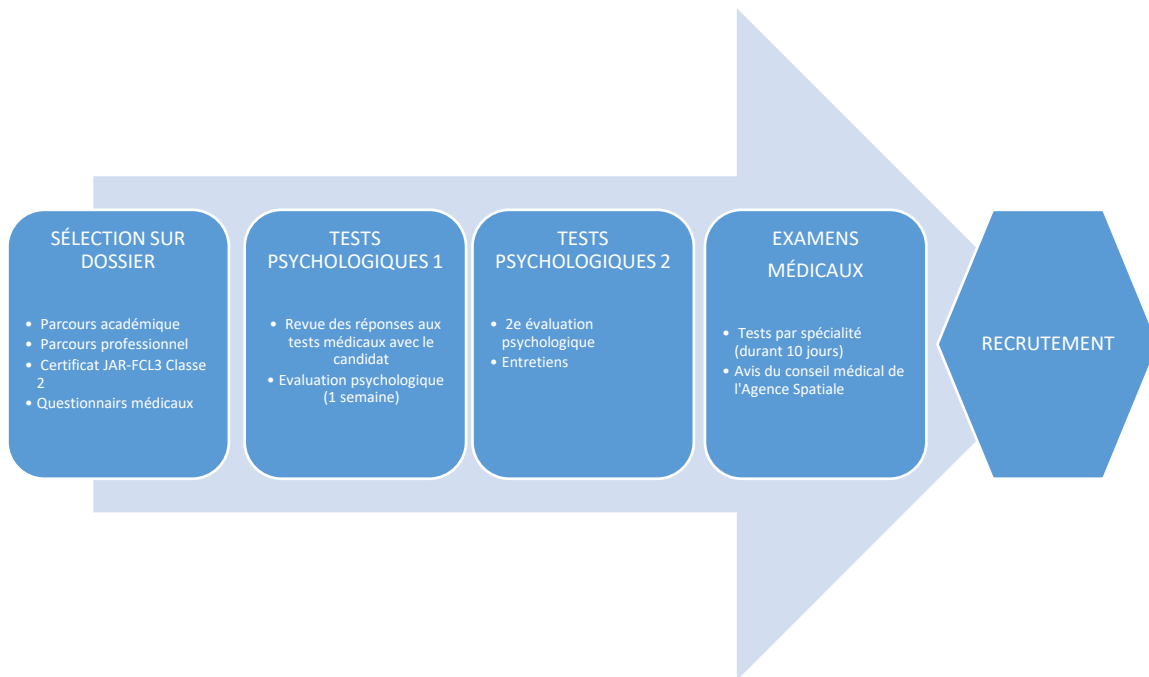 SÉLECTION SUR
DOSSIER
• Parcours académique
• Parcours professionnel
• Certificat JAR-FCL3 Classe
2
• Questionnairs médicaux
TESTS
PSYCHOLOGIQUES 1
• Revue des réponses aux
tests médicaux avec le
candidat
• Evaluation psychologique
(1 semaine)
TESTS
PSYCHOLOGIQUES 2
• 2e évaluation
psychologique
• Entretiens
EXAMENS
MÉDICAUX
• Tests par spécialité
(durant 10 jours)
• Avis du conseil médical de
l'Agence Spatiale
RECRUTEMENT